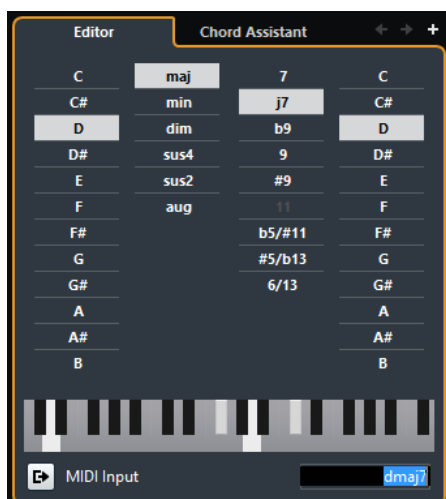 Editor Chord Assistant
C maj 7 C
C# min j7 C#
D dim b9 D
D# sus4 9 D#
E sus2 #9 E
F aug 11 F
F# b5/#11 F#
G #5/b13 G
G# 6/13 G#
A A
A# A#
B B
MIDI Input dmaj7